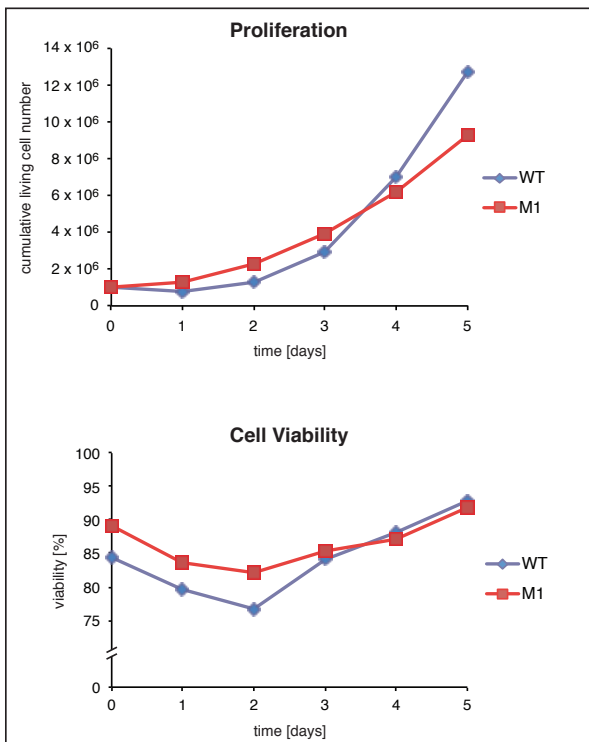 Proliferation
14 x 10⁶
12 x 10⁶
10 x 10⁶
8 x 10⁶
6 x 10⁶
4 x 10⁶
2 x 10⁶
0
cumulative living cell number
0 1 2 3 4 5
time [days]
WT
M1
Cell Viability
100
95
90
85
80
75
0
viability [%]
0 1 2 3 4 5
time [days]
WT
M1